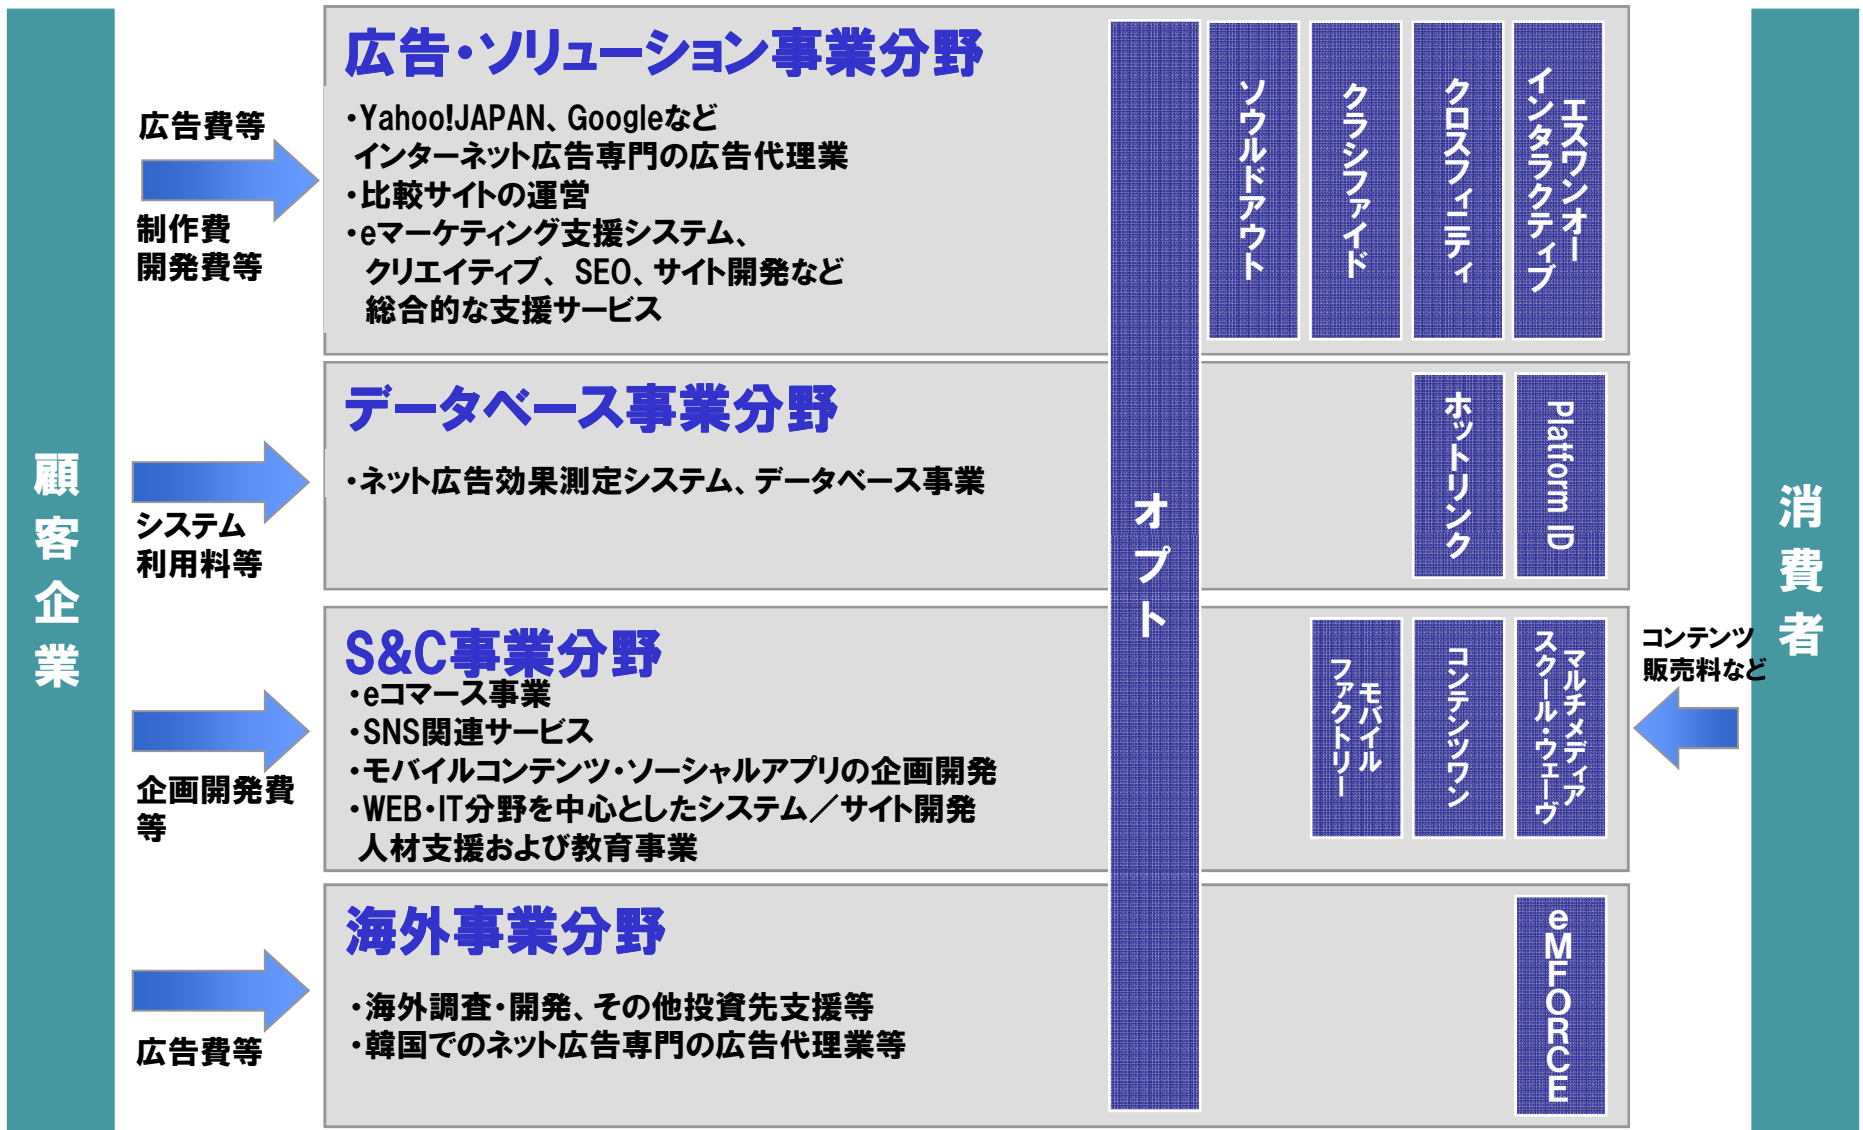 顧客企業
広告費等
制作費
開発費等
システム
利用料等
企画開発費
等
広告費等
広告・ソリューション事業分野
・Yahoo!JAPAN、Googleなど
インターネット広告専門の広告代理業
・比較サイトの運営
・eマーケティング支援システム、
クリエイティブ、SEO、サイト開発など
総合的な支援サービス
ソウルドアウト
クラシファイド
クロスフィニティ
エスワンオー
インタラクティブ
データベース事業分野
・ネット広告効果測定システム、データベース事業
ホットリンク
Platform ID
オプト
S&C事業分野
・eコマース事業
・SNS関連サービス
・モバイルコンテンツ・ソーシャルアプリの企画開発
・WEB・IT分野を中心としたシステム／サイト開発
人材支援および教育事業
モバイル
ファクトリー
コンテンツワン
マルチメディア
スクール・ウェーヴ
海外事業分野
・海外調査・開発、その他投資先支援等
・韓国でのネット広告専門の広告代理業等
eMFORCE
コンテンツ
販売料など
消費者